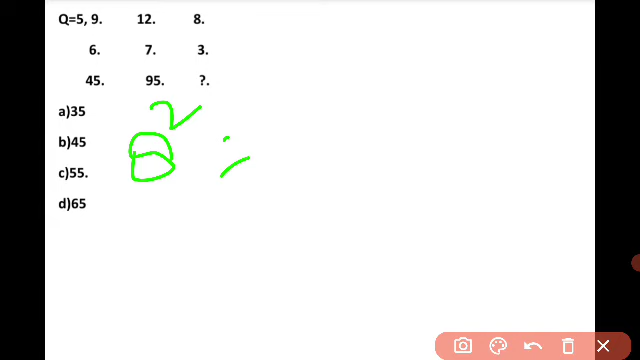 Q=5, 9. 12. 8.
6. 7. 3.
45. 95. ?.
a)35
b)45
c)55.
d)65